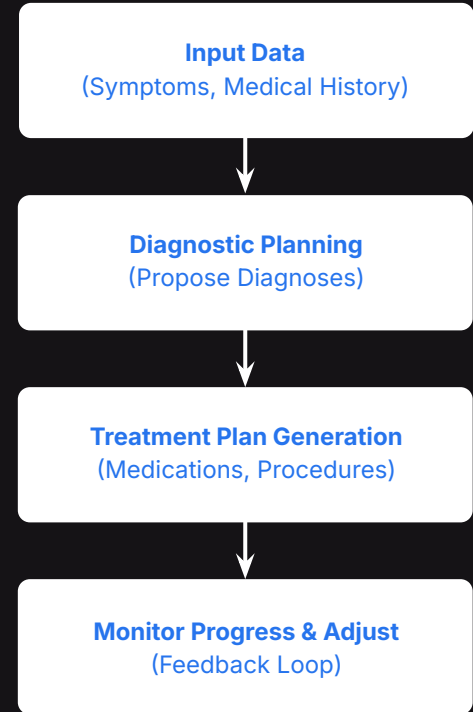 Input Data
(Symptoms, Medical History)
Diagnostic Planning
(Propose Diagnoses)
Treatment Plan Generation
(Medications, Procedures)
Monitor Progress & Adjust
(Feedback Loop)